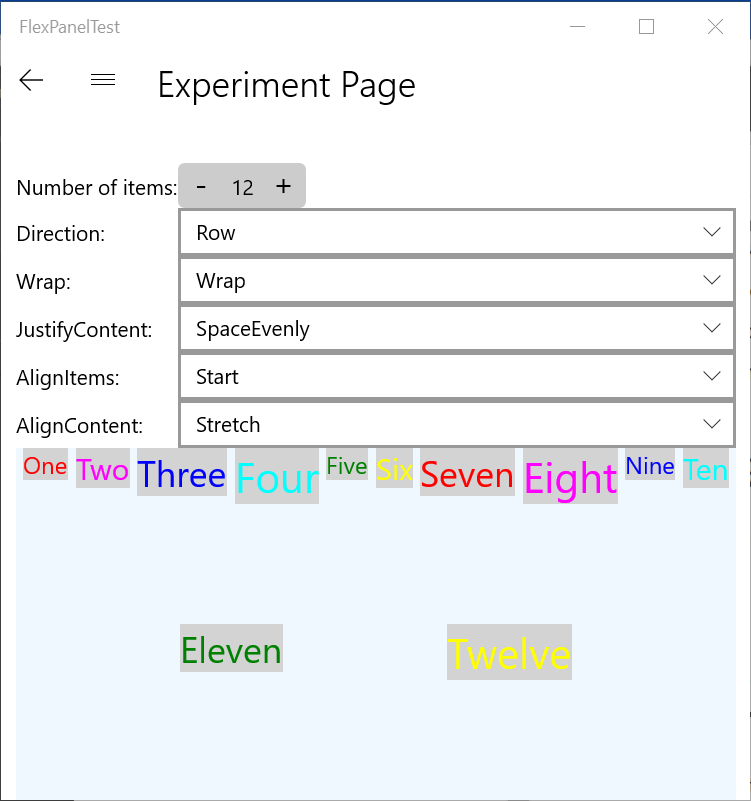 FlexPanelTest
Experiment Page
Number of items: - 12 +
Direction: Row
Wrap: Wrap
JustifyContent: SpaceEvenly
AlignItems: Start
AlignContent: Stretch
One Two Three Four Five Six Seven Eight Nine Ten
Eleven Twelve